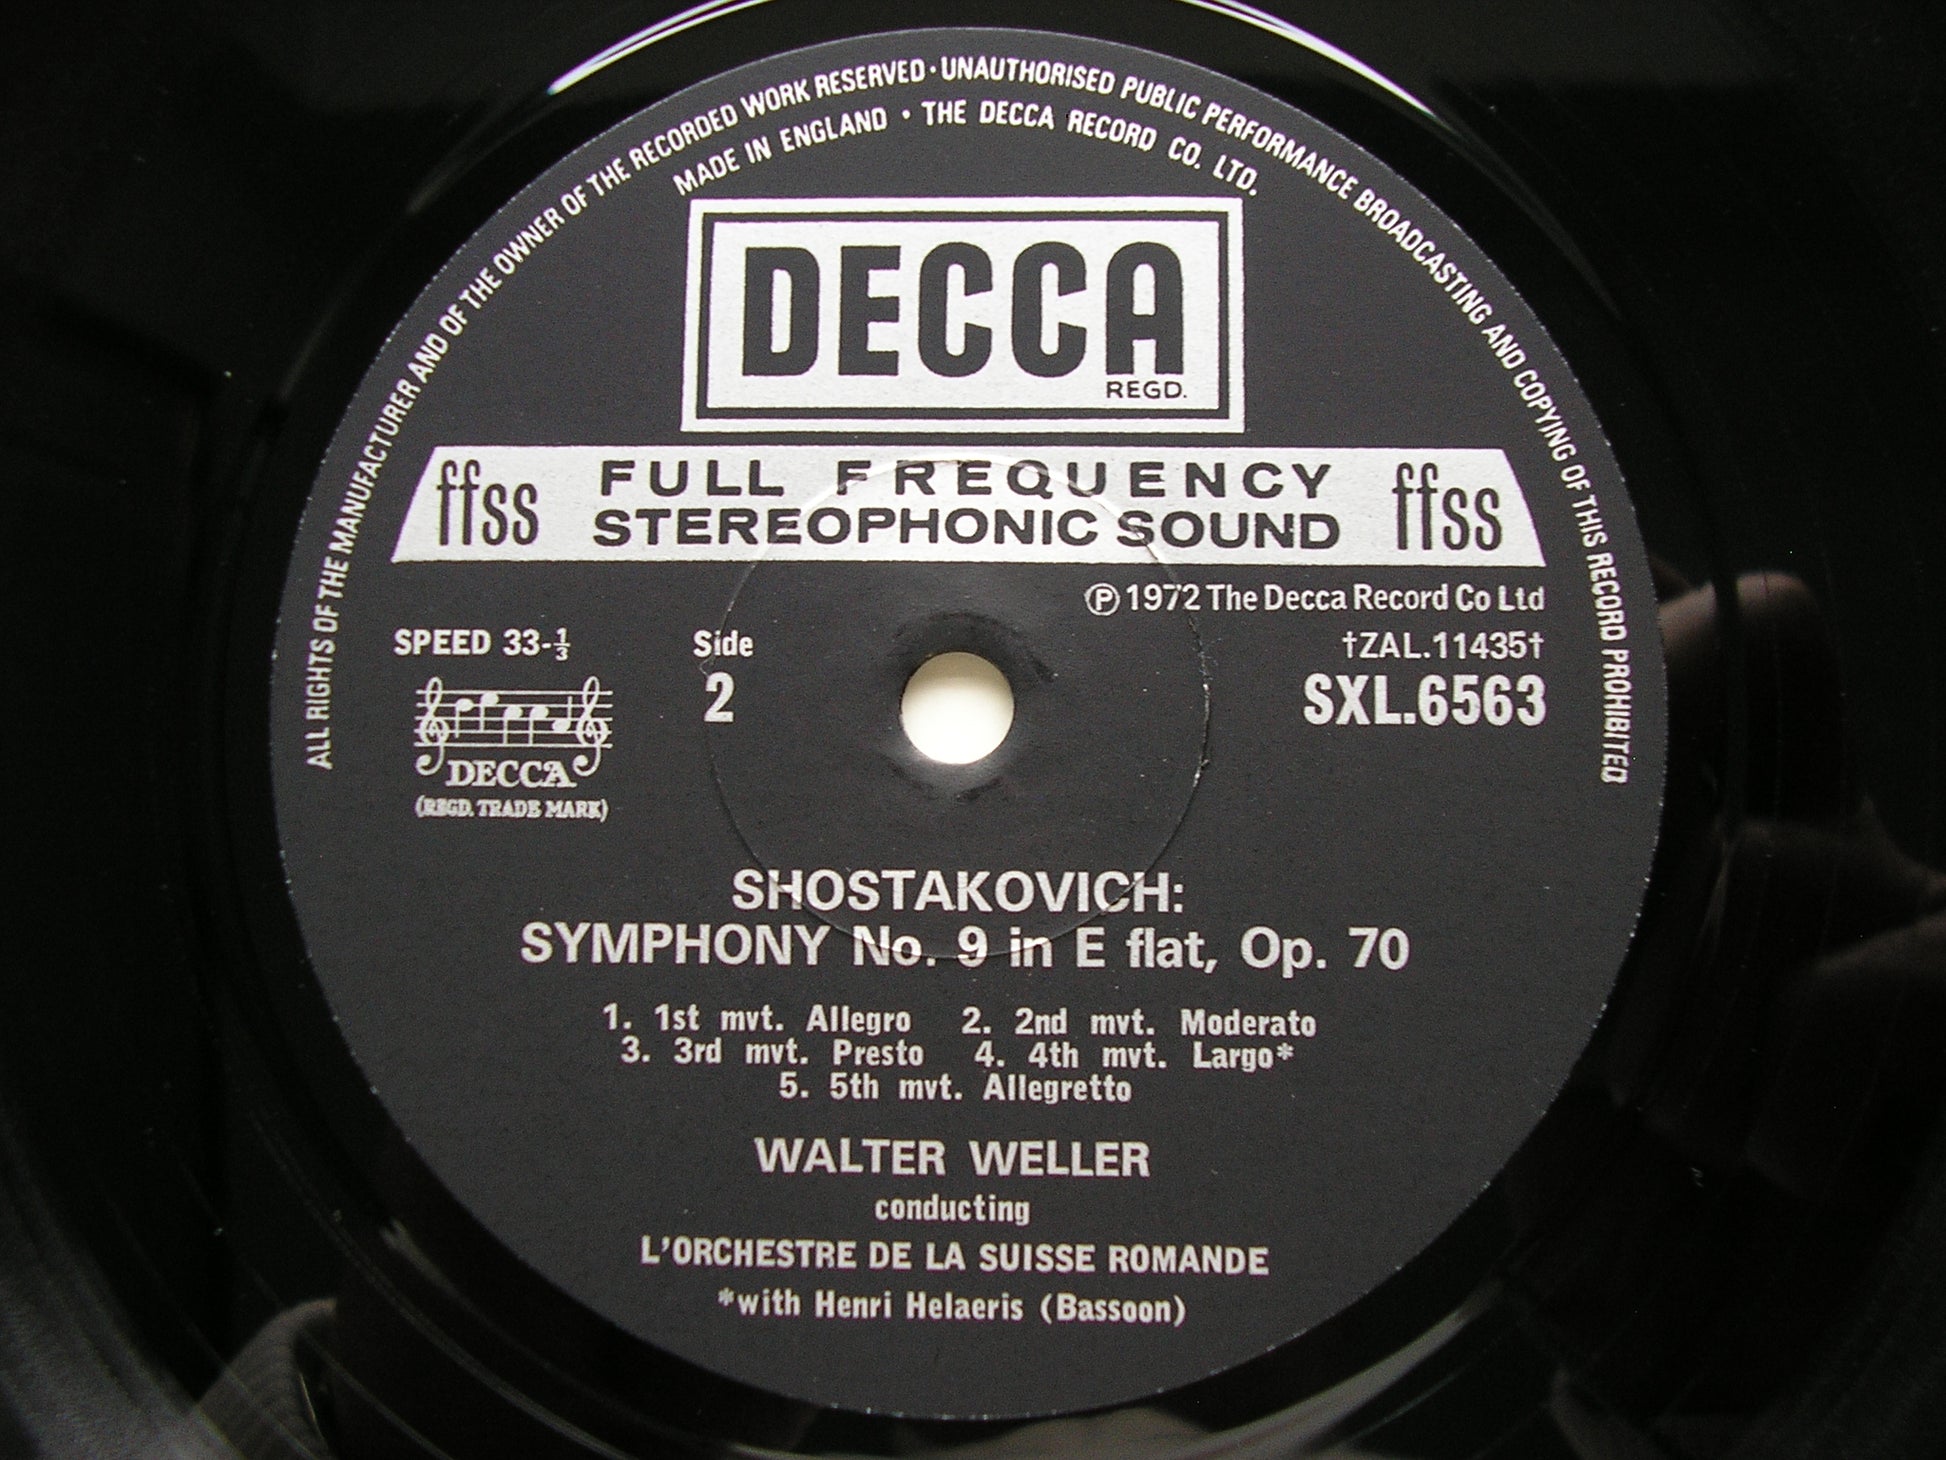 ALL RIGHTS OF THE MANUFACTURER AND OF THE OWNER OF THE RECORDED WORK RESERVED · UNAUTHORISED PUBLIC PERFORMANCE BROADCASTING AND COPYING OF THIS RECORD PROHIBITED
MADE IN ENGLAND · THE DECCA RECORD CO. LTD.
DECCA
REGD.
ffss FULL FREQUENCY ffss
STEREOPHONIC SOUND
Ⓟ 1972 The Decca Record Co Ltd
SPEED 33-⅓ Side †ZAL.11435†
2 SXL.6563
DECCA
(REGD. TRADE MARK)
SHOSTAKOVICH:
SYMPHONY No. 9 in E flat, Op. 70
1. 1st mvt. Allegro 2. 2nd mvt. Moderato
3. 3rd mvt. Presto 4. 4th mvt. Largo*
5. 5th mvt. Allegretto
WALTER WELLER
conducting
L'ORCHESTRE DE LA SUISSE ROMANDE
*with Henri Helaeris (Bassoon)